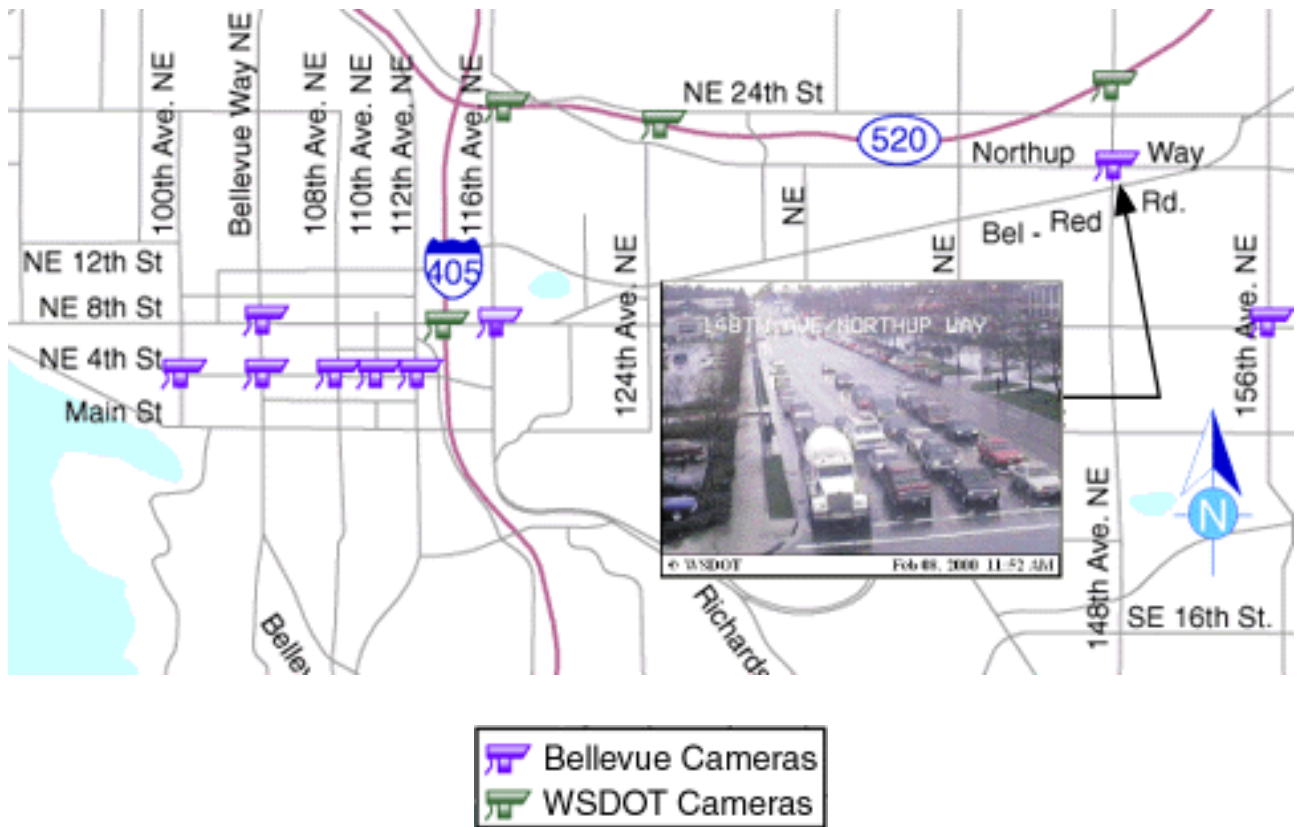 100th Ave. NE
Bellevue Way NE
108th Ave. NE
110th Ave. NE
112th Ave. NE
116th Ave. NE
NE 24th St
520
Northup Way
Bel - Red Rd.
NE
NE
NE 12th St
405
124th Ave. NE
NE 8th St
NE 4th St
156th Ave. NE
Main St
148TH AVE/NORTHUP WAY
© WSDOT Feb 08, 2000 11:52 AM
N
148th Ave. NE
SE 16th St.
Bellev
Richards
Bellevue Cameras
WSDOT Cameras